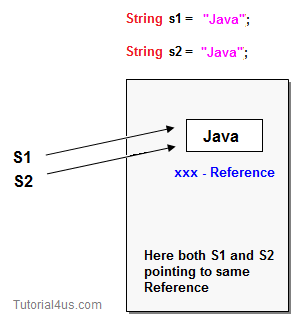 String s1 = "Java";
String s2 = "Java";
Java
S1
xxx - Reference
S2
Here both S1 and S2
pointing to same
Reference
Tutorial4us.com